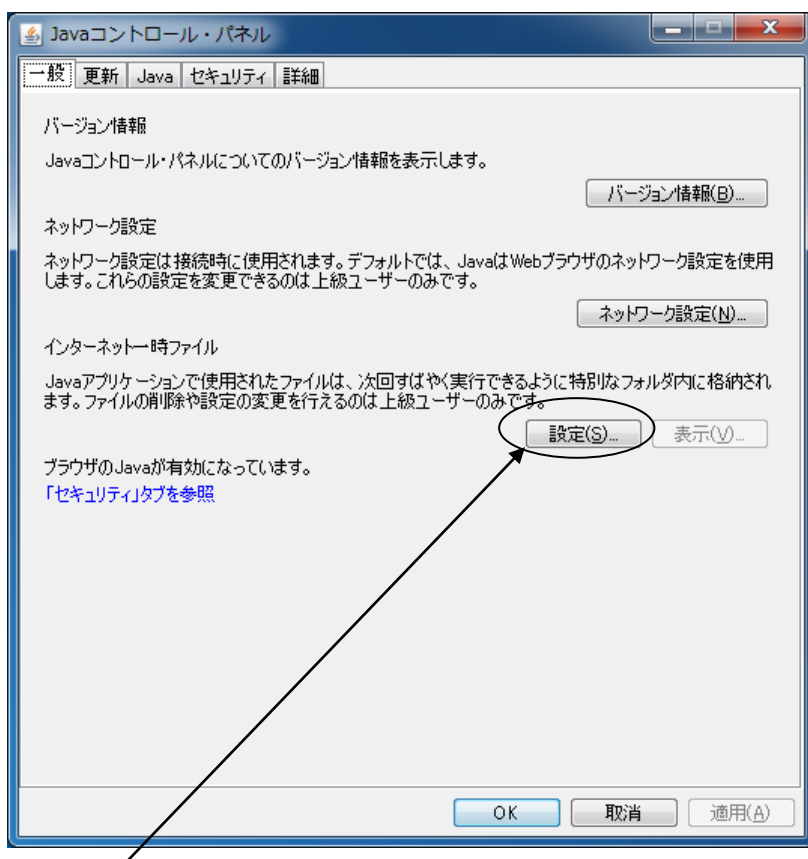 Javaコントロール・パネル
一般 更新 Java セキュリティ 詳細
バージョン情報
Javaコントロール・パネルについてのバージョン情報を表示します。
バージョン情報(B)...
ネットワーク設定
ネットワーク設定は接続時に使用されます。デフォルトでは、JavaはWebブラウザのネットワーク設定を使用
します。これらの設定を変更できるのは上級ユーザーのみです。
ネットワーク設定(N)...
インターネット一時ファイル
Javaアプリケーションで使用されたファイルは、次回すばやく実行できるように特別なフォルダ内に格納され
ます。ファイルの削除や設定の変更を行えるのは上級ユーザーのみです。
設定(S)... 表示(V)...
ブラウザのJavaが有効になっています。
「セキュリティ」タブを参照
OK 取消 適用(A)